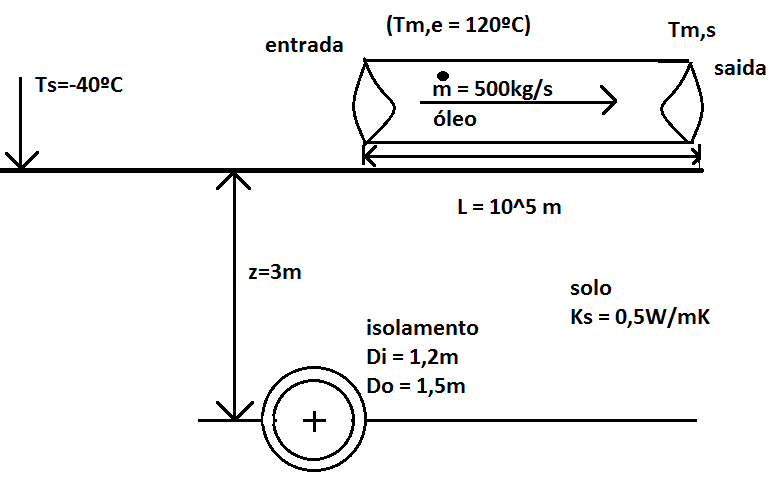 (Tm,e = 120ºC)
Tm,s
entrada
saida
Ts=-40ºC
ṁ = 500kg/s
óleo
L = 10^5 m
z=3m
solo
Ks = 0,5W/mK
isolamento
Di = 1,2m
Do = 1,5m